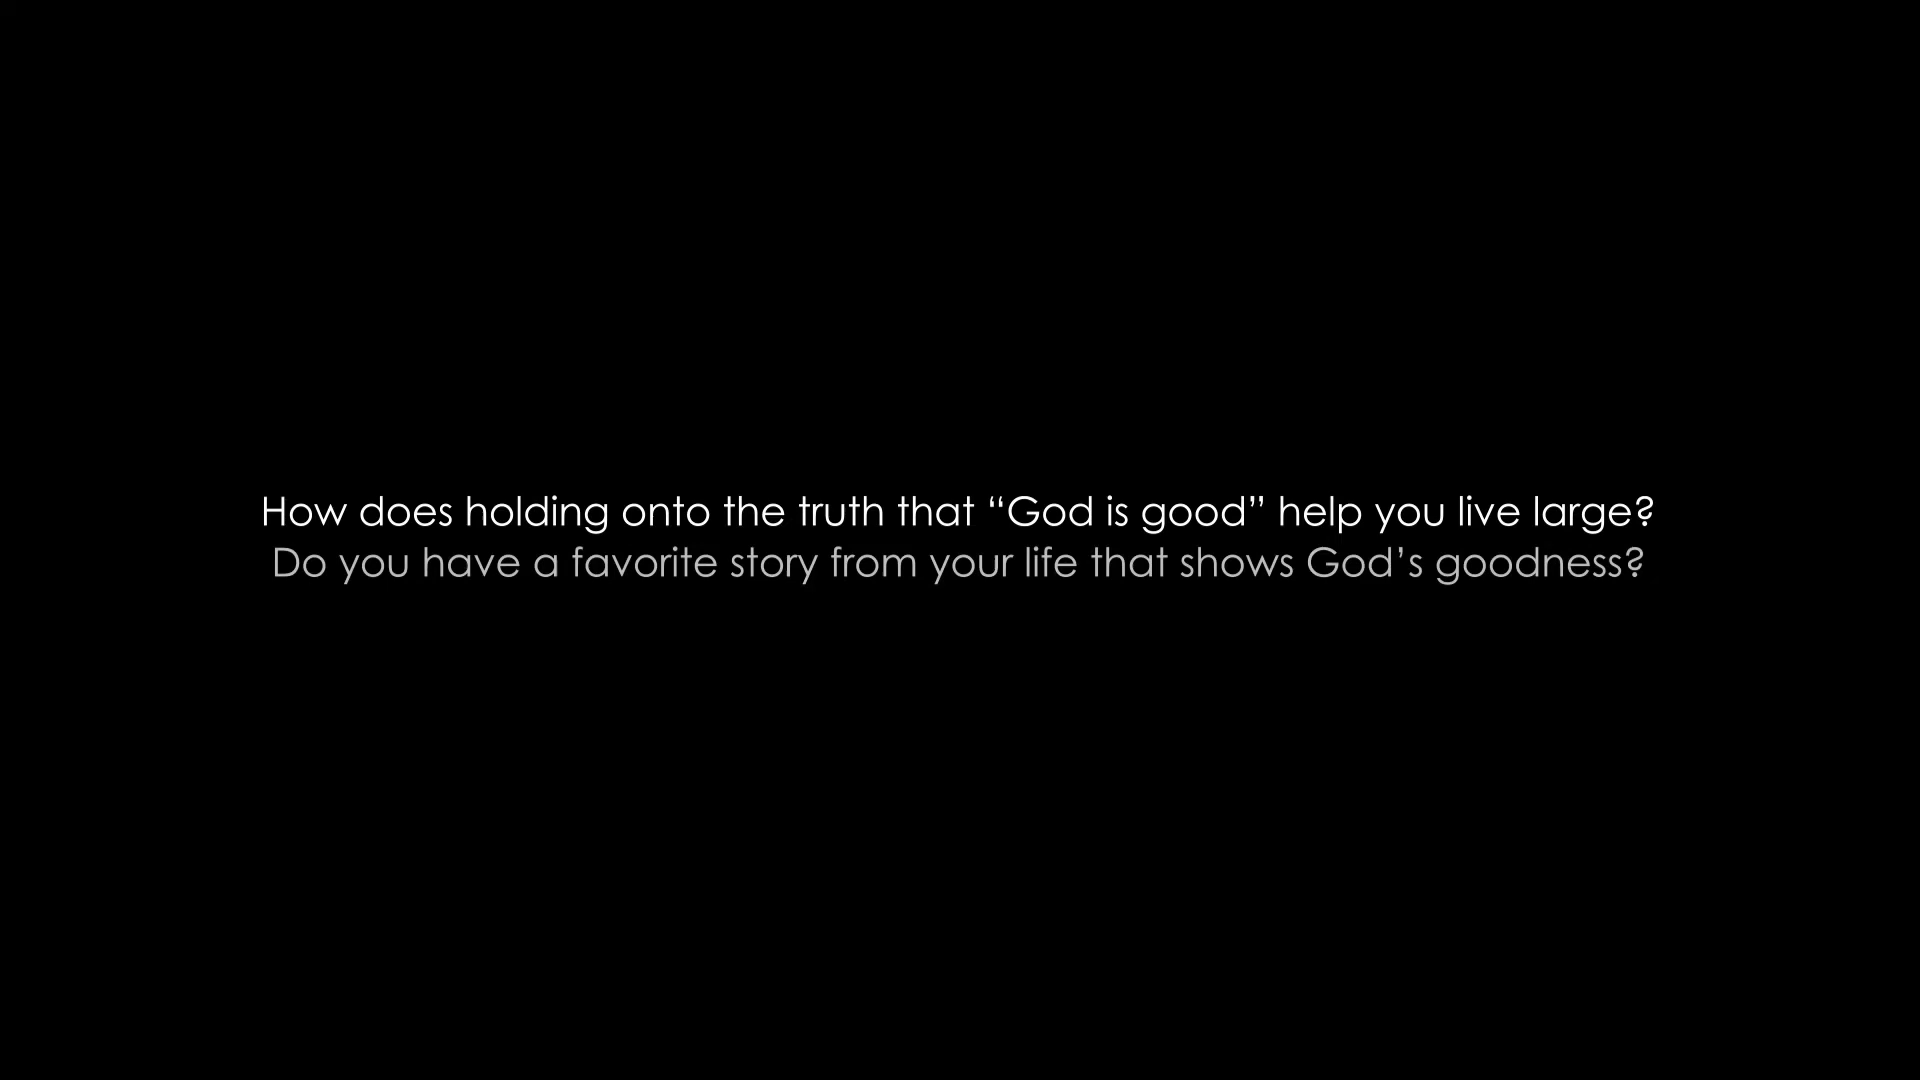 How does holding onto the truth that “God is good” help you live large?
Do you have a favorite story from your life that shows God’s goodness?